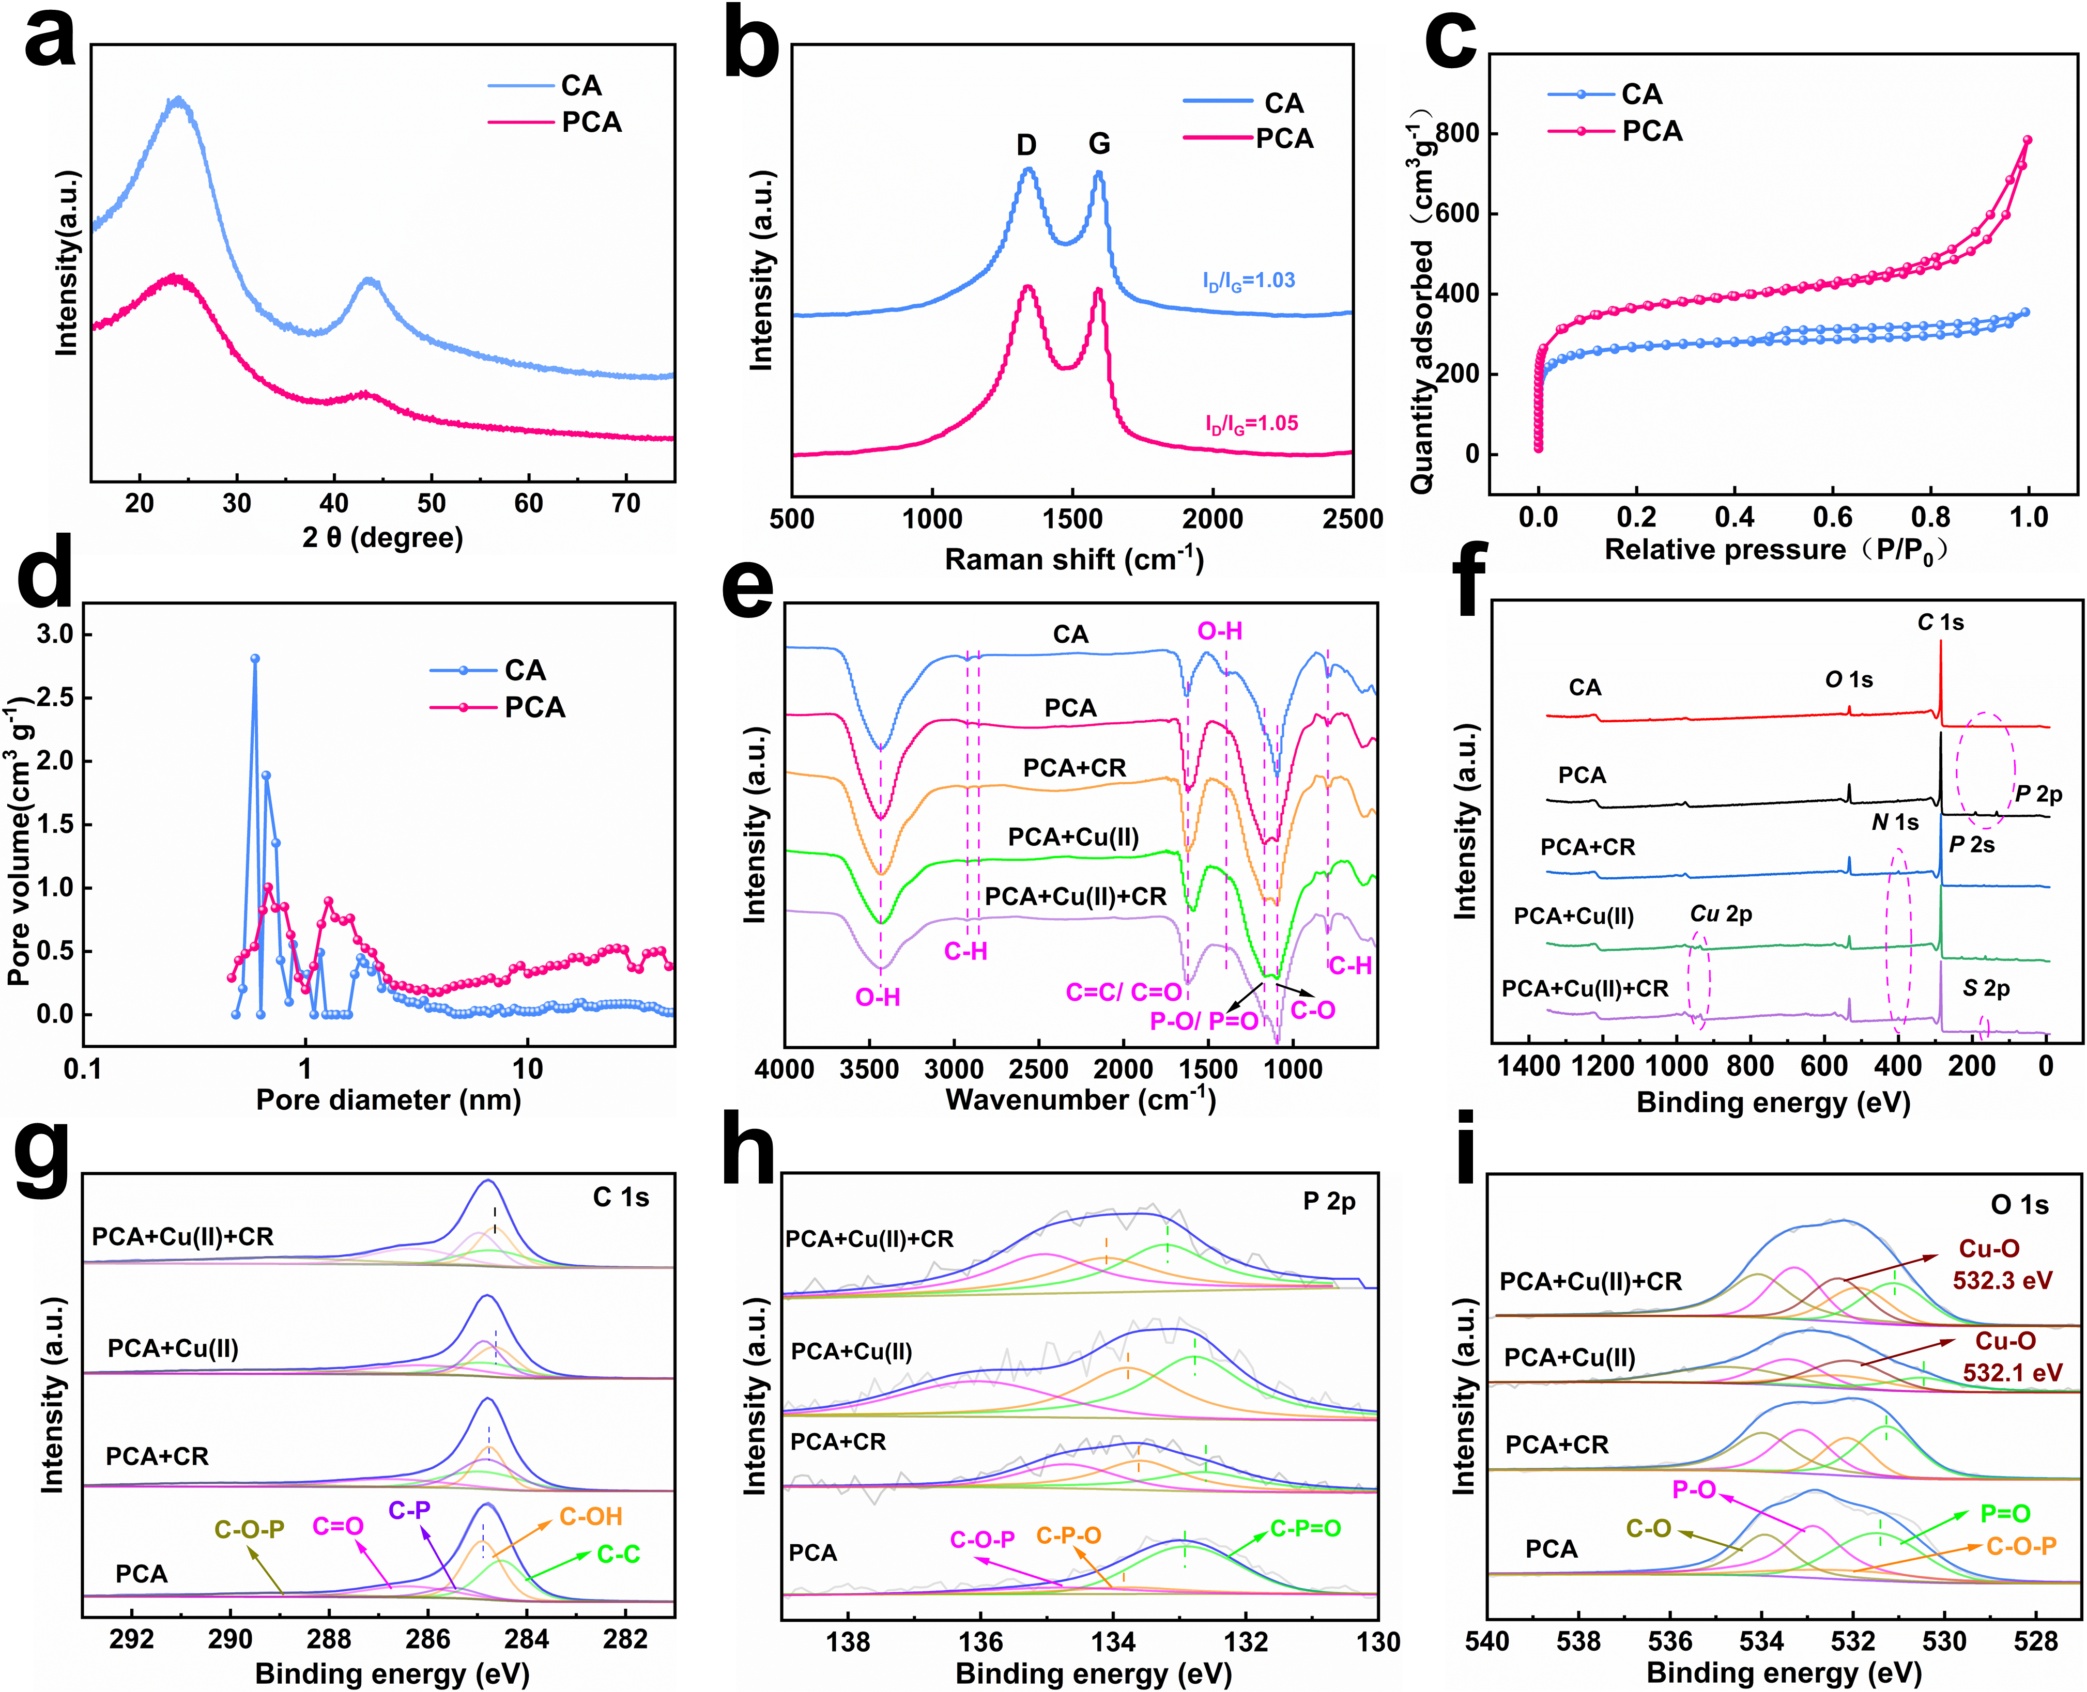 a
CA
PCA
Intensity(a.u.)
20 30 40 50 60 70
2 θ (degree)
b
CA
PCA
D G
I_D/I_G=1.03
I_D/I_G=1.05
Intensity (a.u.)
500 1000 1500 2000 2500
Raman shift (cm⁻¹)
c
CA
PCA
Quantity adsorbed（cm³g⁻¹）
800
600
400
200
0
0.0 0.2 0.4 0.6 0.8 1.0
Relative pressure（P/P₀）
d
CA
PCA
Pore volume(cm³ g⁻¹)
3.0
2.5
2.0
1.5
1.0
0.5
0.0
0.1 1 10
Pore diameter (nm)
e
CA
O-H
PCA
PCA+CR
PCA+Cu(II)
PCA+Cu(II)+CR
C-H
C-H
O-H
C=C/ C=O
P-O/ P=O
C-O
Intensity (a.u.)
4000 3500 3000 2500 2000 1500 1000
Wavenumber (cm⁻¹)
f
C 1s
O 1s
CA
PCA
P 2p
N 1s
PCA+CR
P 2s
PCA+Cu(II)
Cu 2p
PCA+Cu(II)+CR
S 2p
Intensity (a.u.)
1400 1200 1000 800 600 400 200 0
Binding energy (eV)
g
C 1s
PCA+Cu(II)+CR
PCA+Cu(II)
PCA+CR
C-O-P
C=O
C-P
C-OH
C-C
PCA
Intensity (a.u.)
292 290 288 286 284 282
Binding energy (eV)
h
P 2p
PCA+Cu(II)+CR
PCA+Cu(II)
PCA+CR
C-O-P
C-P-O
C-P=O
PCA
Intensity (a.u.)
138 136 134 132 130
Binding energy (eV)
i
O 1s
Cu-O
532.3 eV
PCA+Cu(II)+CR
Cu-O
532.1 eV
PCA+Cu(II)
PCA+CR
P-O
C-O
P=O
C-O-P
PCA
Intensity (a.u.)
540 538 536 534 532 530 528
Binding energy (eV)